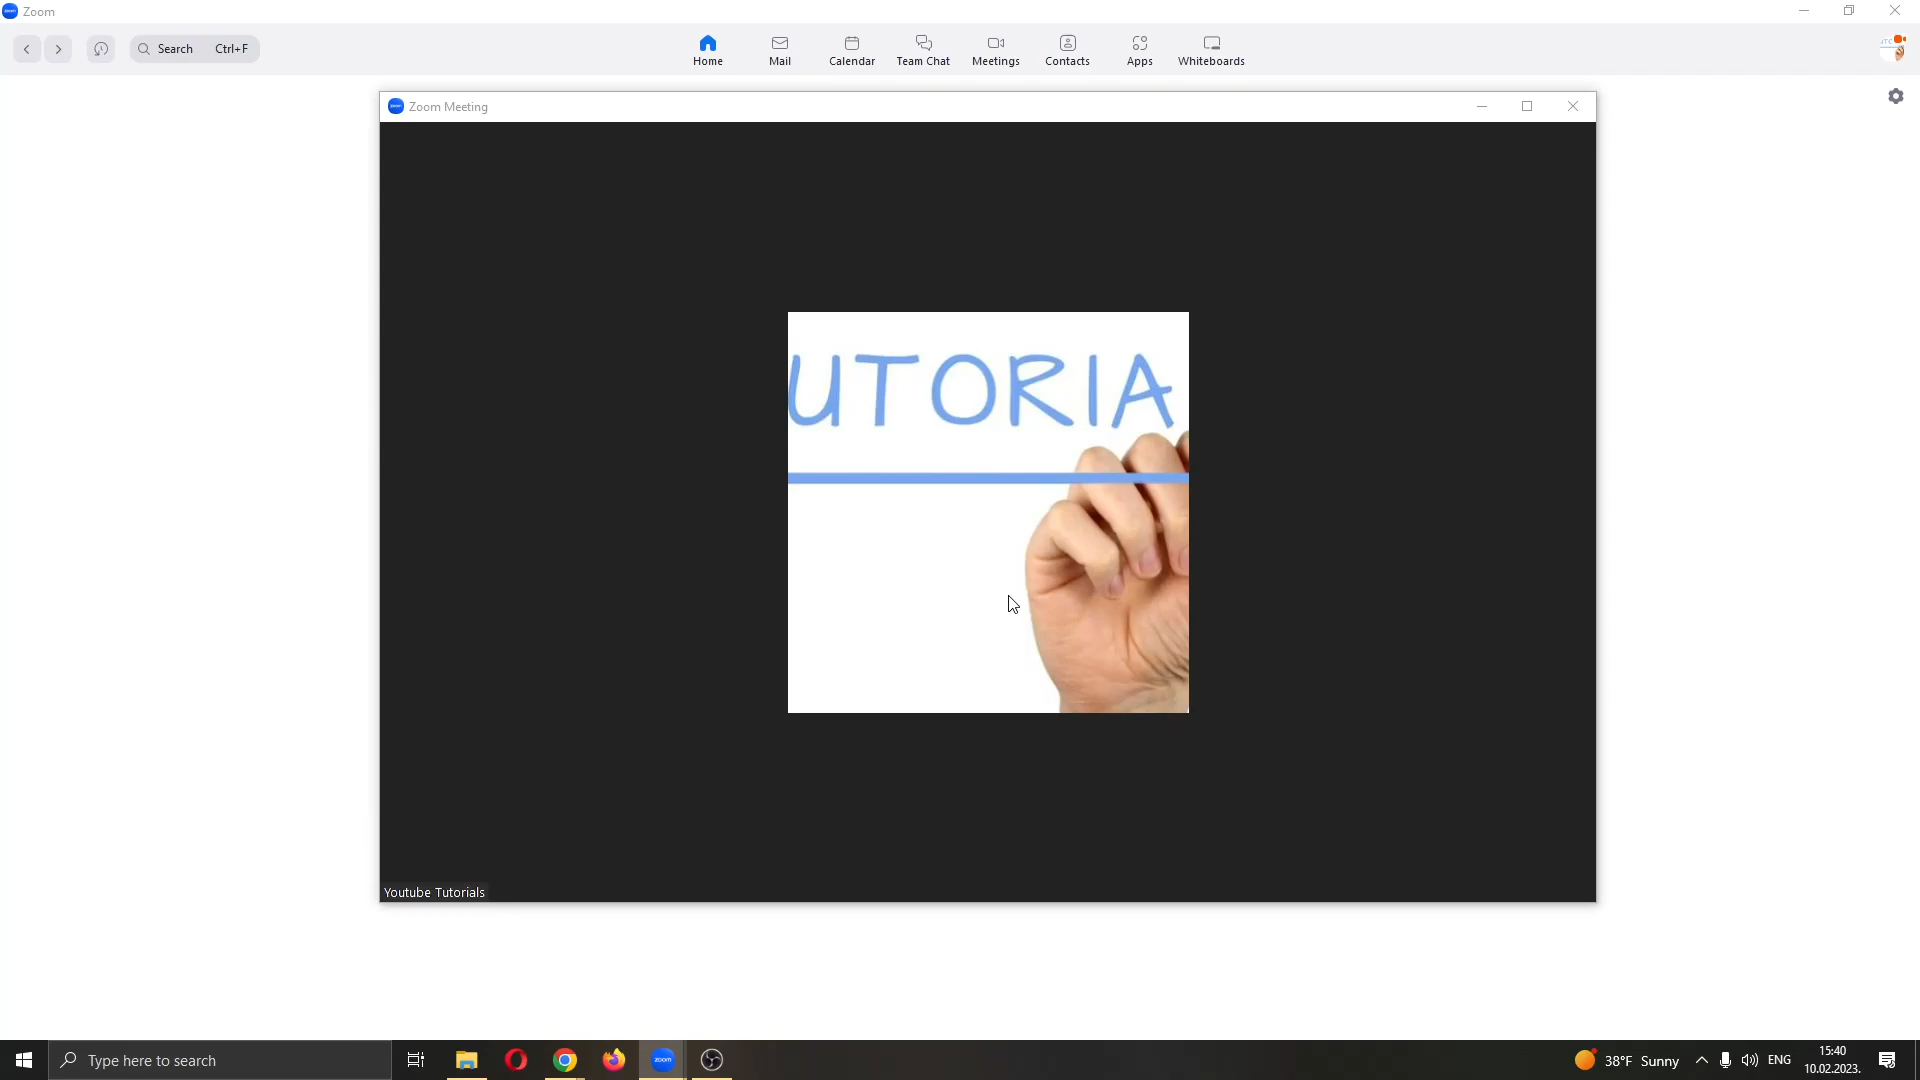 Zoom
Search Ctrl+F
Home Mail Calendar Team Chat Meetings Contacts Apps Whiteboards
Zoom Meeting
UTORIA
Youtube Tutorials
Type here to search
zoom
38°F Sunny
ENG
15:40
10.02.2023.